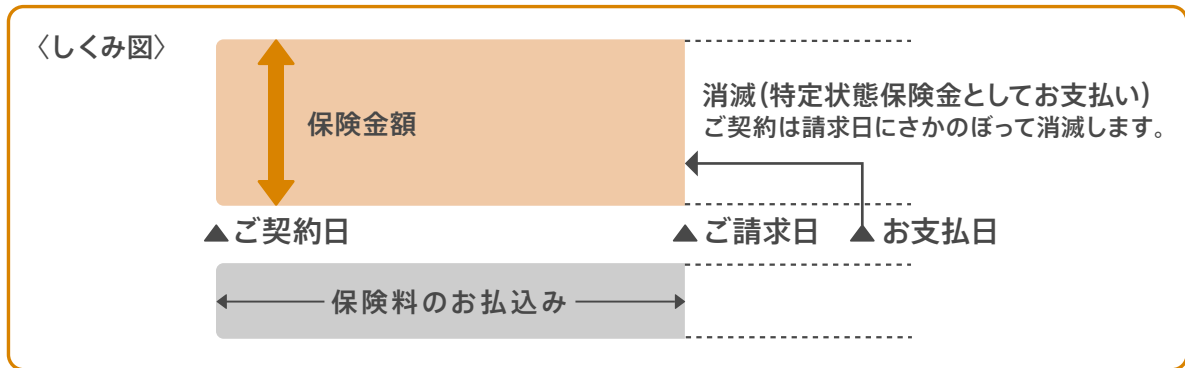 〈しくみ図〉
保険金額
消滅(特定状態保険金としてお支払い)
ご契約は請求日にさかのぼって消滅します。
▲ご契約日
▲ご請求日
▲お支払日
保険料のお払込み